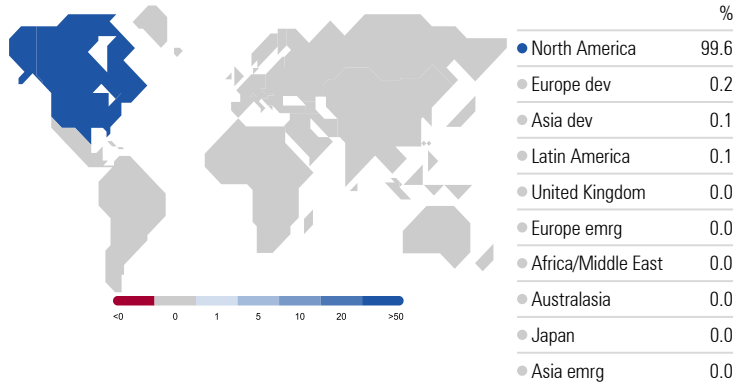 %
North America 99.6
Europe dev 0.2
Asia dev 0.1
Latin America 0.1
United Kingdom 0.0
Europe emrg 0.0
Africa/Middle East 0.0
Australasia 0.0
Japan 0.0
Asia emrg 0.0
<0 0 1 5 10 20 >50